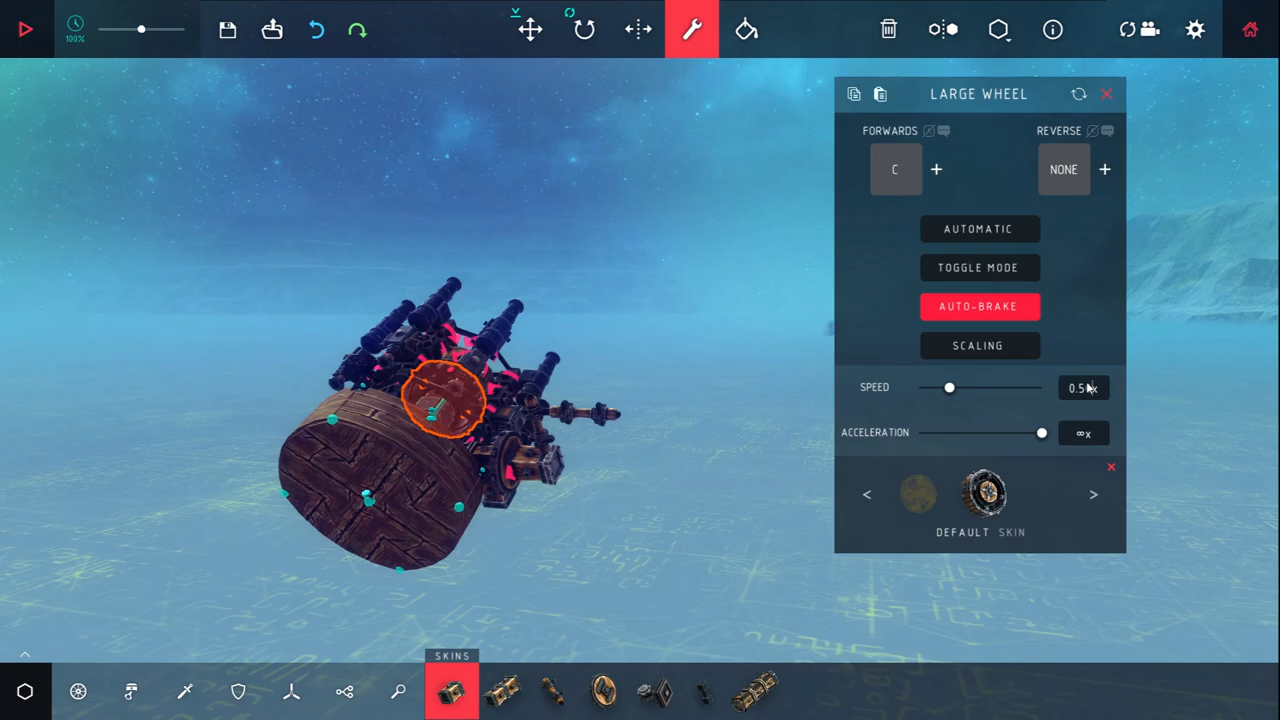 100%
LARGE WHEEL
FORWARDS
REVERSE
C
+
NONE
+
AUTOMATIC
TOGGLE MODE
AUTO-BRAKE
SCALING
SPEED
ACCELERATION
∞x
DEFAULT SKIN
SKINS